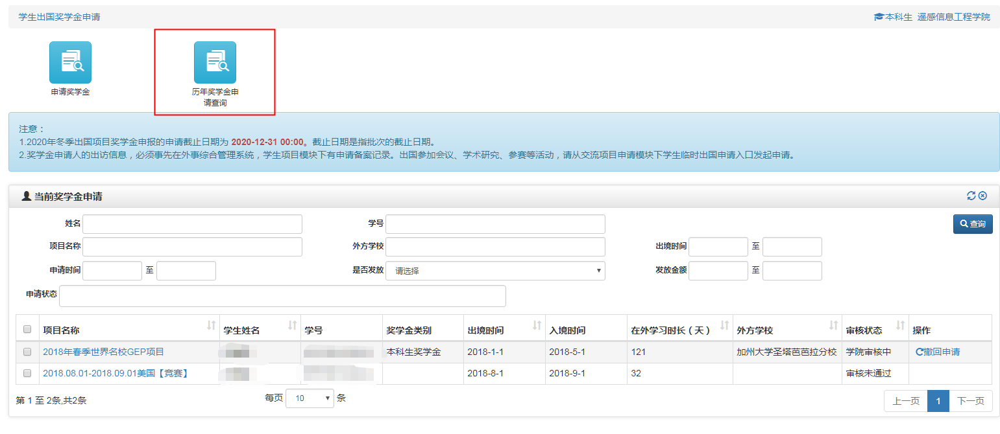 学生出国奖学金申请
本科生 遥感信息工程学院
申请奖学金
历年奖学金申
请查询
注意：
1.2020年冬季出国项目奖学金申报的申请截止日期为 2020-12-31 00:00。截止日期是指批次的截止日期。
2.奖学金申请人的出访信息，必须事先在外事综合管理系统，学生项目模块下有申请备案记录。出国参加会议、学术研究、参赛等活动，请从交流项目申请模块下学生临时出国申请入口发起申请。
当前奖学金申请
姓名 学号 查询
项目名称 外方学校 出境时间 至
申请时间 至 是否发放 请选择 发放金额 至
申请状态
项目名称 学生姓名 学号 奖学金类别 出境时间 入境时间 在外学习时长（天） 外方学校 审核状态 操作
2018年春季世界名校GEP项目 本科生奖学金 2018-1-1 2018-5-1 121 加州大学圣塔芭芭拉分校 学院审核中 撤回申请
2018.08.01-2018.09.01美国【竞赛】 2018-8-1 2018-9-1 32 审核未通过
第 1 至 2条,共2条 每页 10 条 上一页 1 下一页